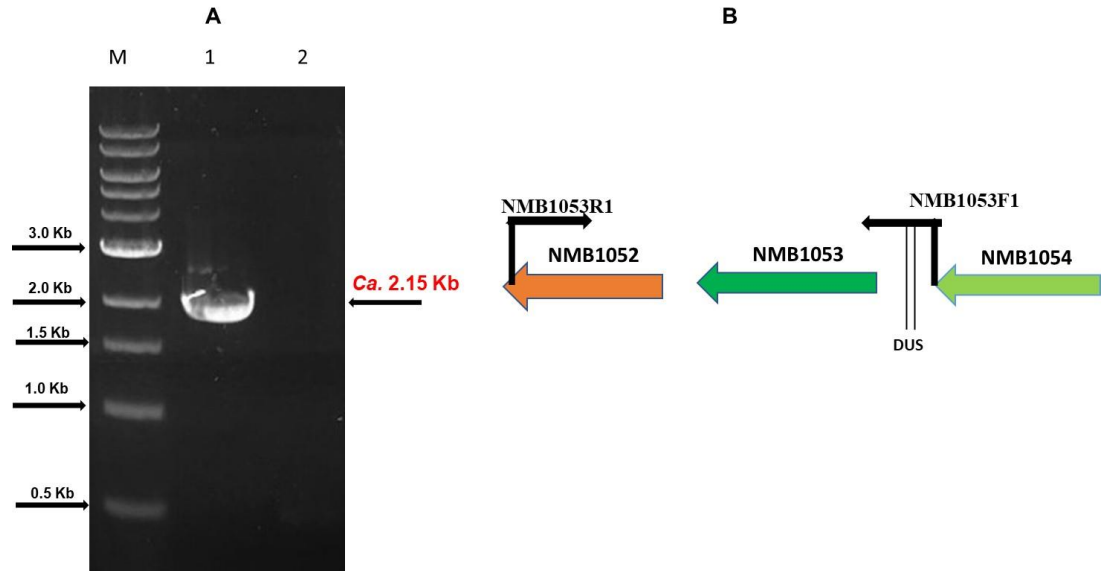 A
B
M 1 2
NMB1053R1
NMB1053F1
3.0 Kb
NMB1052
NMB1053
NMB1054
2.0 Kb
Ca. 2.15 Kb
1.5 Kb
DUS
1.0 Kb
0.5 Kb